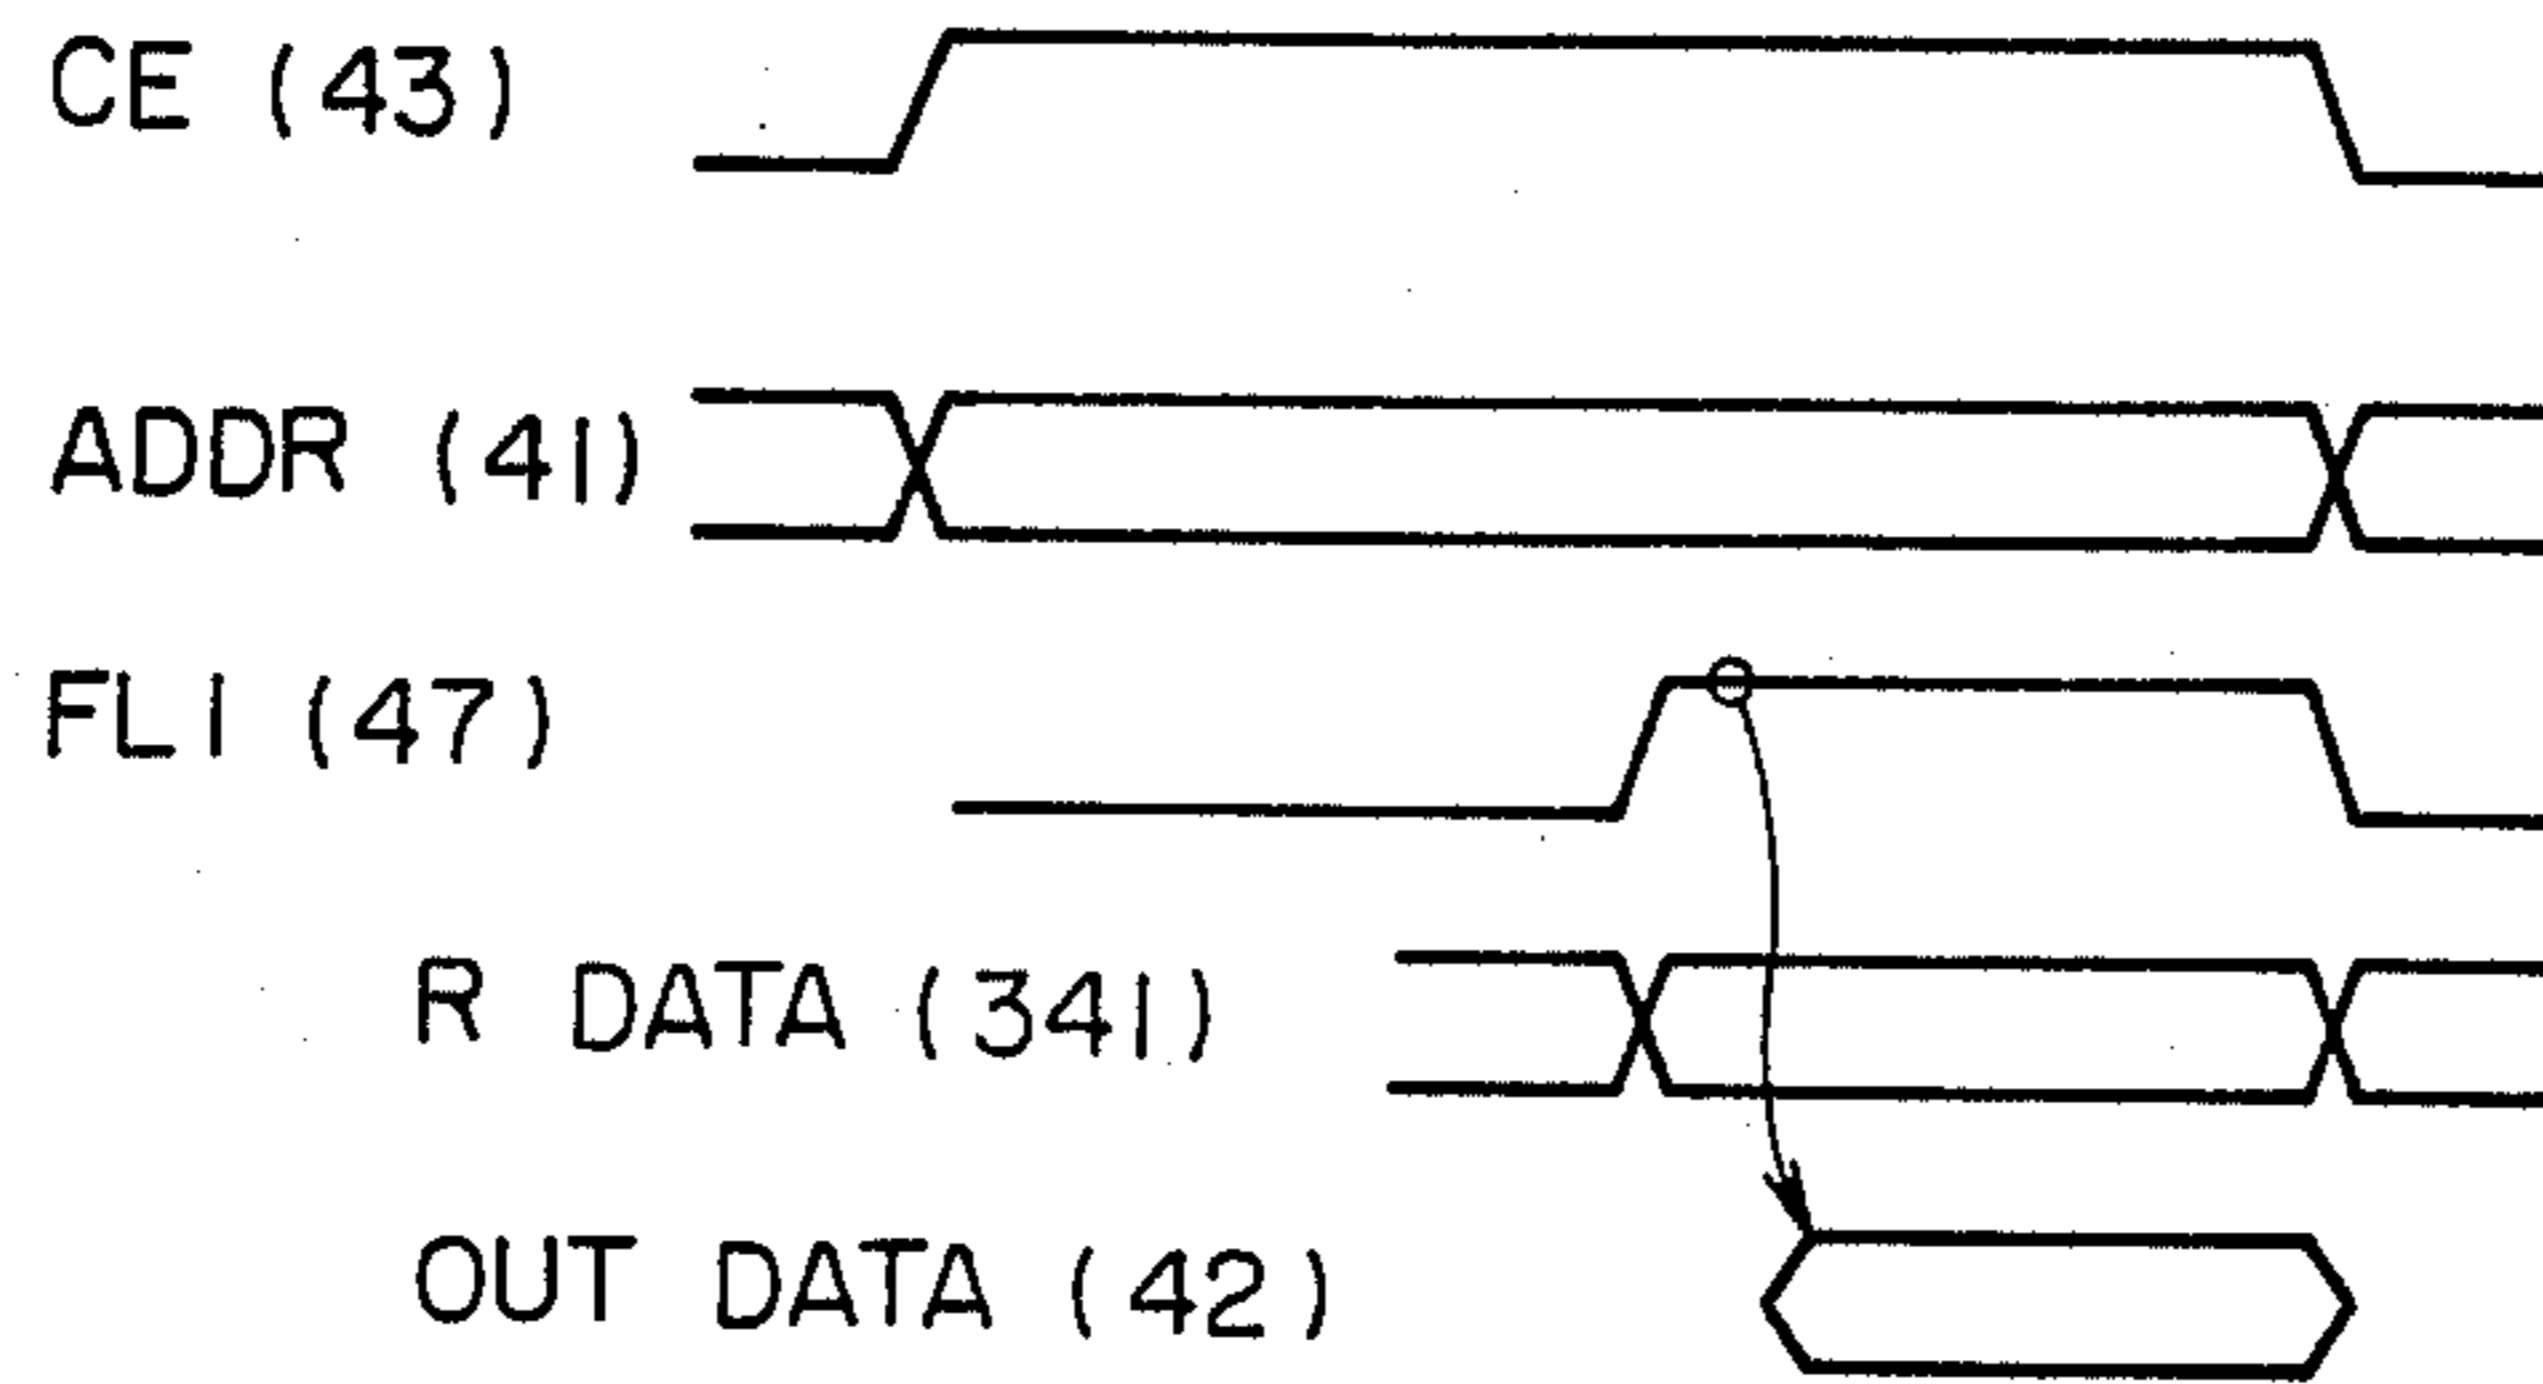 CE (43)
ADDR (41)
FL1 (47)
R DATA (341)
OUT DATA (42)